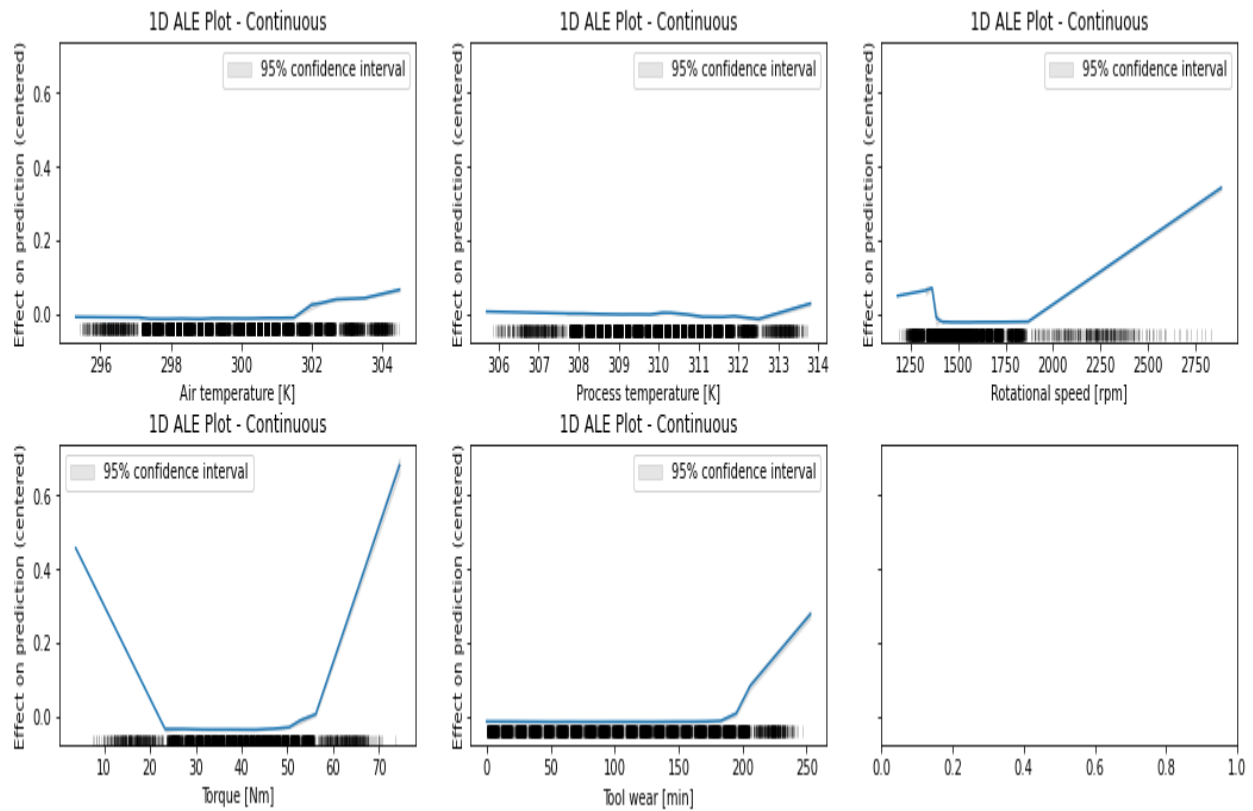 1D ALE Plot - Continuous
95% confidence interval
Effect on prediction (centered)
0.6
0.4
0.2
0.0
296 298 300 302 304
Air temperature [K]
1D ALE Plot - Continuous
95% confidence interval
Effect on prediction (centered)
306 307 308 309 310 311 312 313 314
Process temperature [K]
1D ALE Plot - Continuous
95% confidence interval
Effect on prediction (centered)
1250 1500 1750 2000 2250 2500 2750
Rotational speed [rpm]
1D ALE Plot - Continuous
95% confidence interval
Effect on prediction (centered)
0.6
0.4
0.2
0.0
10 20 30 40 50 60 70
Torque [Nm]
1D ALE Plot - Continuous
95% confidence interval
Effect on prediction (centered)
0 50 100 150 200 250
Tool wear [min]
0.0 0.2 0.4 0.6 0.8 1.0